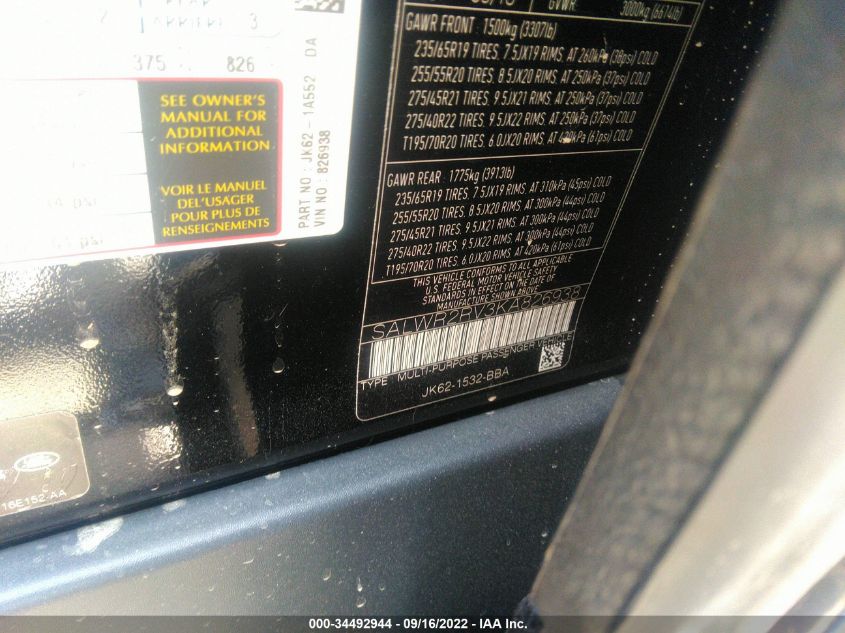 2
REAR
ARRIERE 3
375 826
SEE OWNER'S
MANUAL FOR
ADDITIONAL
INFORMATION
VOIR LE MANUEL
DEL'USAGER
POUR PLUS DE
RENSEIGNEMENTS
PART NO : JK62 - 1A552 DA
VIN NO : 826938
GVWR 3000kg (6614lb)
GAWR FRONT : 1500kg (3307lb)
235/65R19 TIRES, 7.5JX19 RIMS, AT 260kPa (38psi) COLD
255/55R20 TIRES, 8.5JX20 RIMS, AT 250kPa (37psi) COLD
275/45R21 TIRES, 9.5JX21 RIMS, AT 250kPa (37psi) COLD
275/40R22 TIRES, 9.5JX22 RIMS, AT 250kPa (37psi) COLD
T195/70R20 TIRES, 6.0JX20 RIMS, AT 420kPa (61psi) COLD
GAWR REAR : 1775kg (3913lb)
235/65R19 TIRES, 7.5JX19 RIMS, AT 310kPa (45psi) COLD
255/55R20 TIRES, 8.5JX20 RIMS, AT 300kPa (44psi) COLD
275/45R21 TIRES, 9.5JX21 RIMS, AT 300kPa (44psi) COLD
275/40R22 TIRES, 9.5JX22 RIMS, AT 300kPa (44psi) COLD
T195/70R20 TIRES, 6.0JX20 RIMS, AT 420kPa (61psi) COLD
THIS VEHICLE CONFORMS TO ALL APPLICABLE
U.S. FEDERAL MOTOR VEHICLE SAFETY
STANDARDS IN EFFECT ON THE DATE OF
MANUFACTURE SHOWN ABOVE.
SALWR2RV3KA826938
TYPE : MULTI-PURPOSE PASSENGER VEHICLE
JK62-1532-BBA
psi
psi
16E152-AA
000-34492944 / 09/16/2022 - IAA Inc.